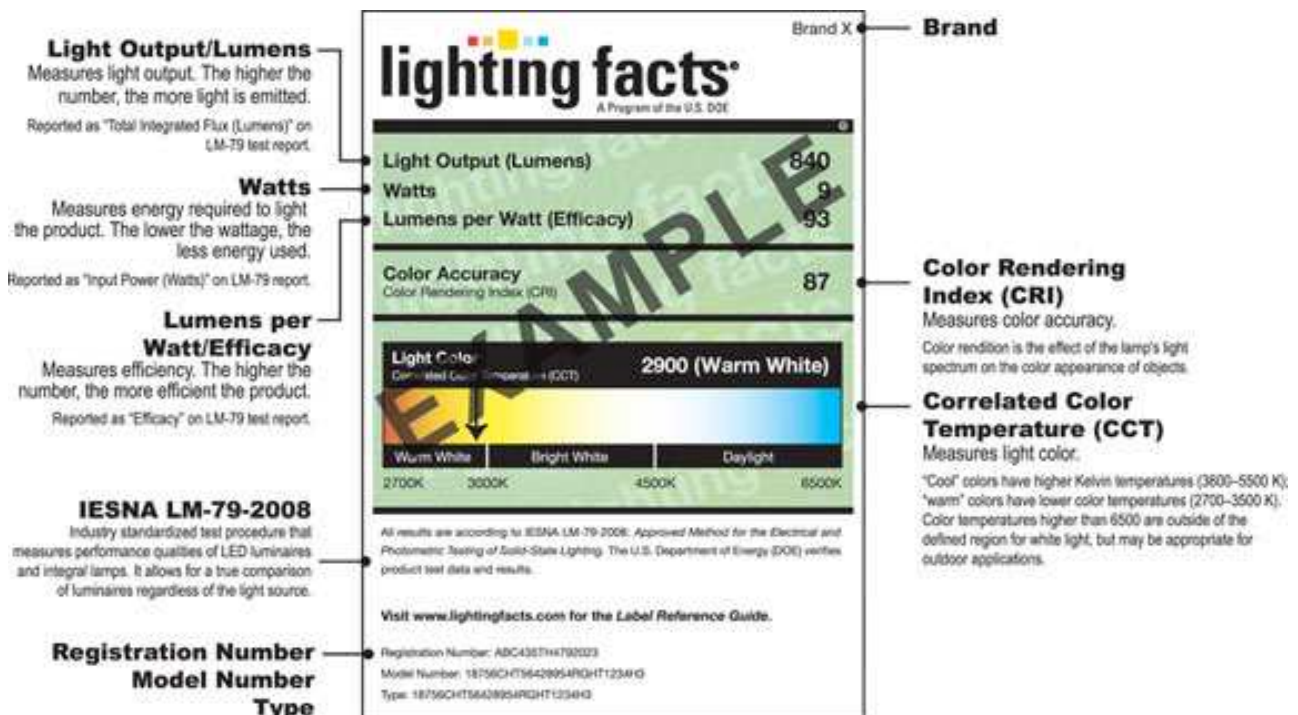 Light Output/Lumens
Measures light output. The higher the
number, the more light is emitted.
Reported as "Total Integrated Flux (Lumens)" on
LM-79 test report.
Watts
Measures energy required to light
the product. The lower the wattage, the
less energy used.
Reported as "Input Power (Watts)" on LM-79 report.
Lumens per
Watt/Efficacy
Measures efficiency. The higher the
number, the more efficient the product.
Reported as "Efficacy" on LM-79 test report.
IESNA LM-79-2008
Industry standardized test procedure that
measures performance qualities of LED luminaires
and integral lamps. It allows for a true comparison
of luminaires regardless of the light source.
Registration Number
Model Number
Type
Brand X
lighting facts
A Program of the U.S. DOE
Light Output (Lumens) 840
Watts 9
Lumens per Watt (Efficacy) 93
Color Accuracy
Color Rendering Index (CRI) 87
Light Color
Correlated Color Temperature (CCT) 2900 (Warm White)
Warm White Bright White Daylight
2700K 3000K 4500K 6500K
EXAMPLE
All results are according to IESNA LM-79-2008: Approved Method for the Electrical and
Photometric Testing of Solid-State Lighting. The U.S. Department of Energy (DOE) verifies
product test data and results.
Visit www.lightingfacts.com for the Label Reference Guide.
Registration Number:
Model Number:
Type:
Brand
Color Rendering
Index (CRI)
Measures color accuracy.
Color rendition is the effect of the lamp's light
spectrum on the color appearance of objects.
Correlated Color
Temperature (CCT)
Measures light color.
"Cool" colors have higher Kelvin temperatures (3600–5500 K);
"warm" colors have lower color temperatures (2700–3500 K).
Color temperatures higher than 6500 are outside of the
defined region for white light, but may be appropriate for
outdoor applications.